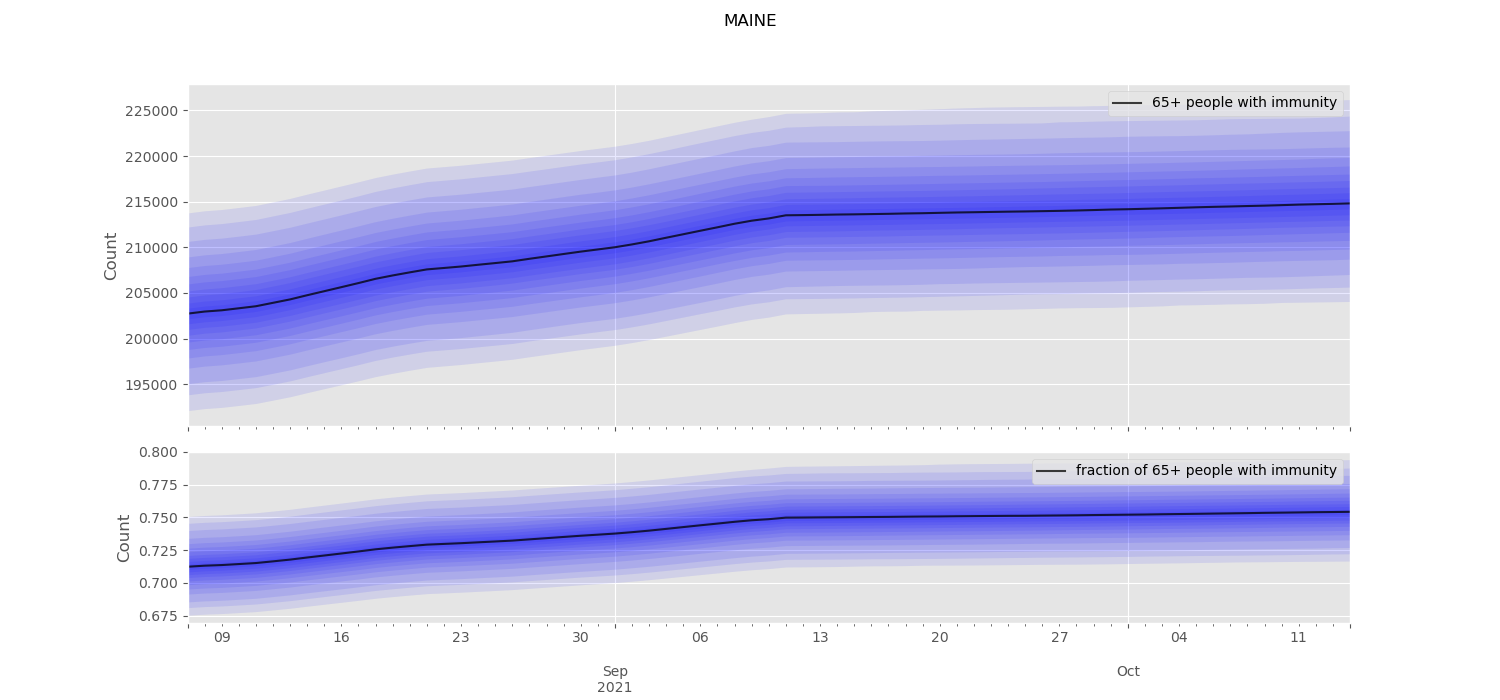 MAINE
65+ people with immunity
225000
220000
215000
210000
205000
200000
195000
Count
fraction of 65+ people with immunity
0.800
0.775
0.750
0.725
0.700
0.675
Count
09 16 23 30 06 13 20 27 04 11
Sep Oct
2021